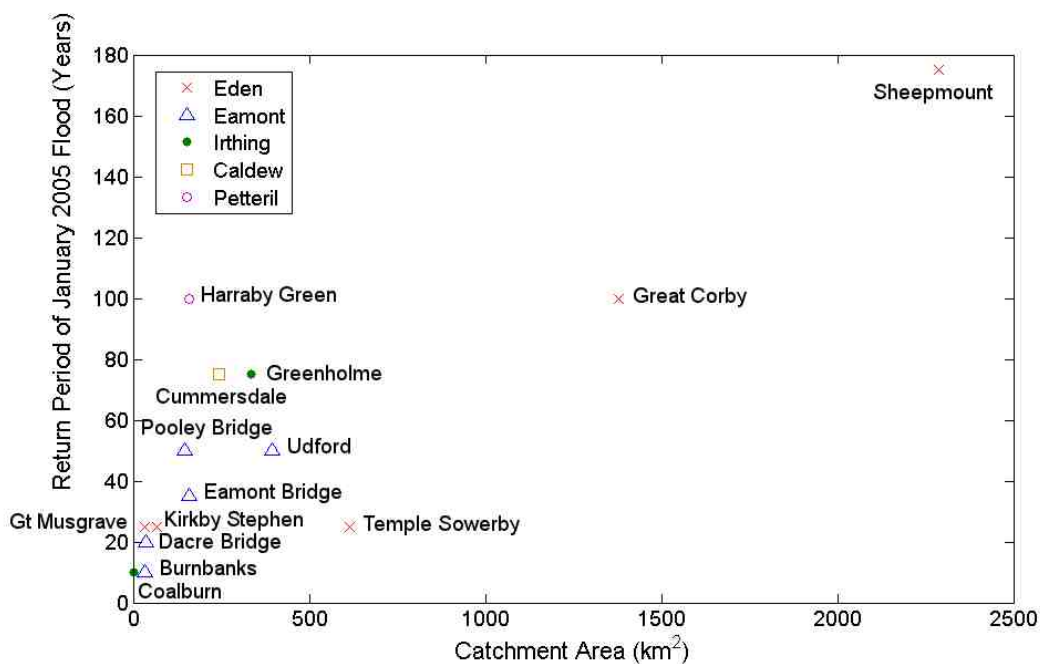 Return Period of January 2005 Flood (Years)
180
160
140
120
100
80
60
40
20
0
Eden
Eamont
Irthing
Caldew
Petteril
Sheepmount
Harraby Green
Great Corby
Greenholme
Cummersdale
Pooley Bridge
Udford
Eamont Bridge
Gt Musgrave
Kirkby Stephen
Temple Sowerby
Dacre Bridge
Burnbanks
Coalburn
0 500 1000 1500 2000 2500
Catchment Area (km²)